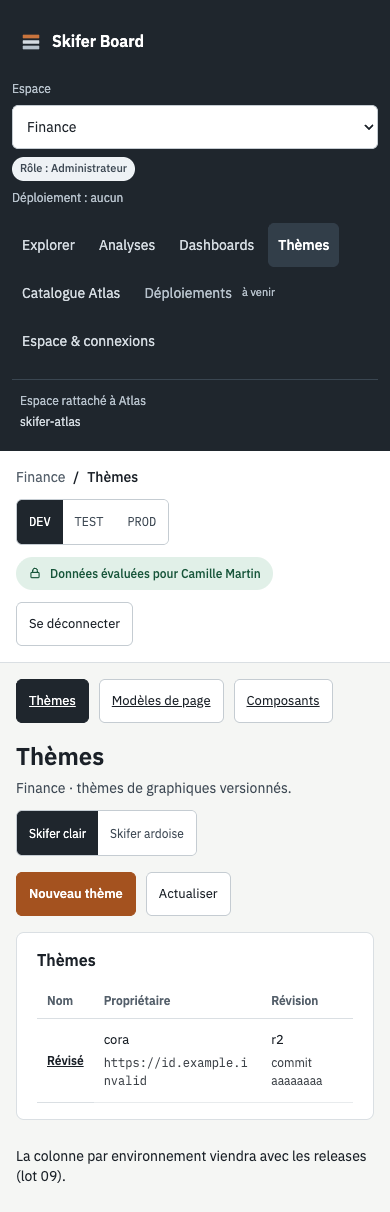 Skifer Board
Espace
Finance
Rôle : Administrateur
Déploiement : aucun
Explorer Analyses Dashboards Thèmes
Catalogue Atlas Déploiements à venir
Espace & connexions
Espace rattaché à Atlas
skifer-atlas
Finance / Thèmes
DEV TEST PROD
Données évaluées pour Camille Martin
Se déconnecter
Thèmes Modèles de page Composants
Thèmes
Finance · thèmes de graphiques versionnés.
Skifer clair Skifer ardoise
Nouveau thème Actualiser
Thèmes
Nom Propriétaire Révision
cora r2
Révisé https://id.example.i commit
nvalid aaaaaaaa
La colonne par environnement viendra avec les releases
(lot 09).